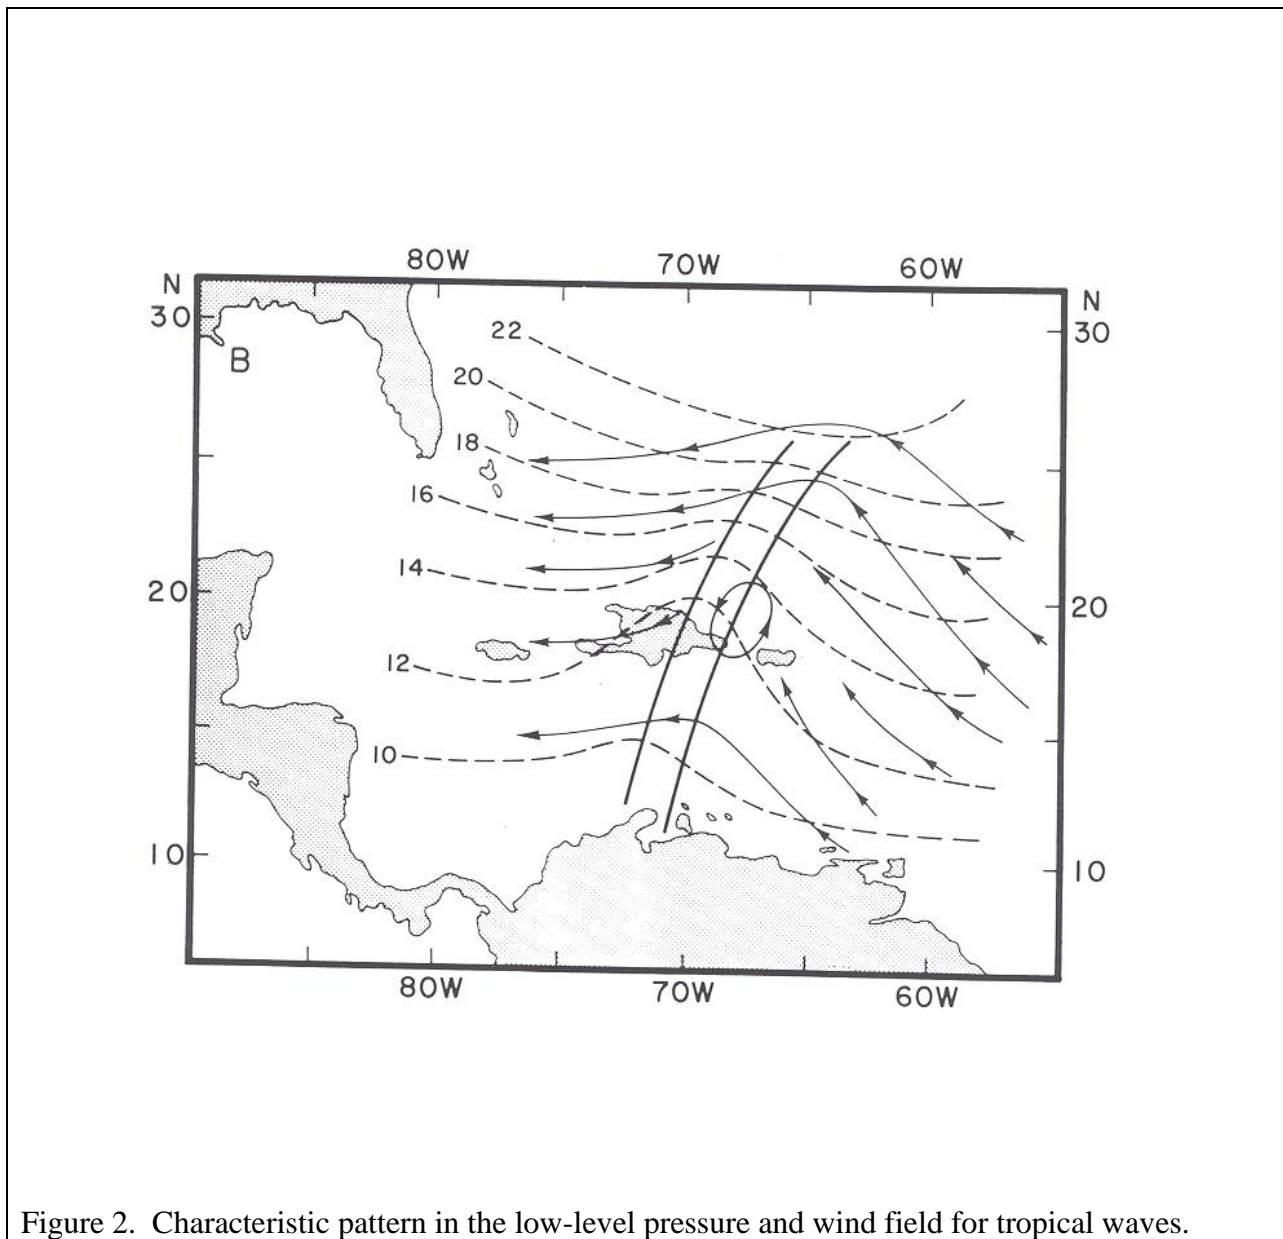 80W 70W 60W
N N
30 30
22
B
20
18
16
14
20 20
12
10
10 10
80W 70W 60W
Figure 2. Characteristic pattern in the low-level pressure and wind field for tropical waves.